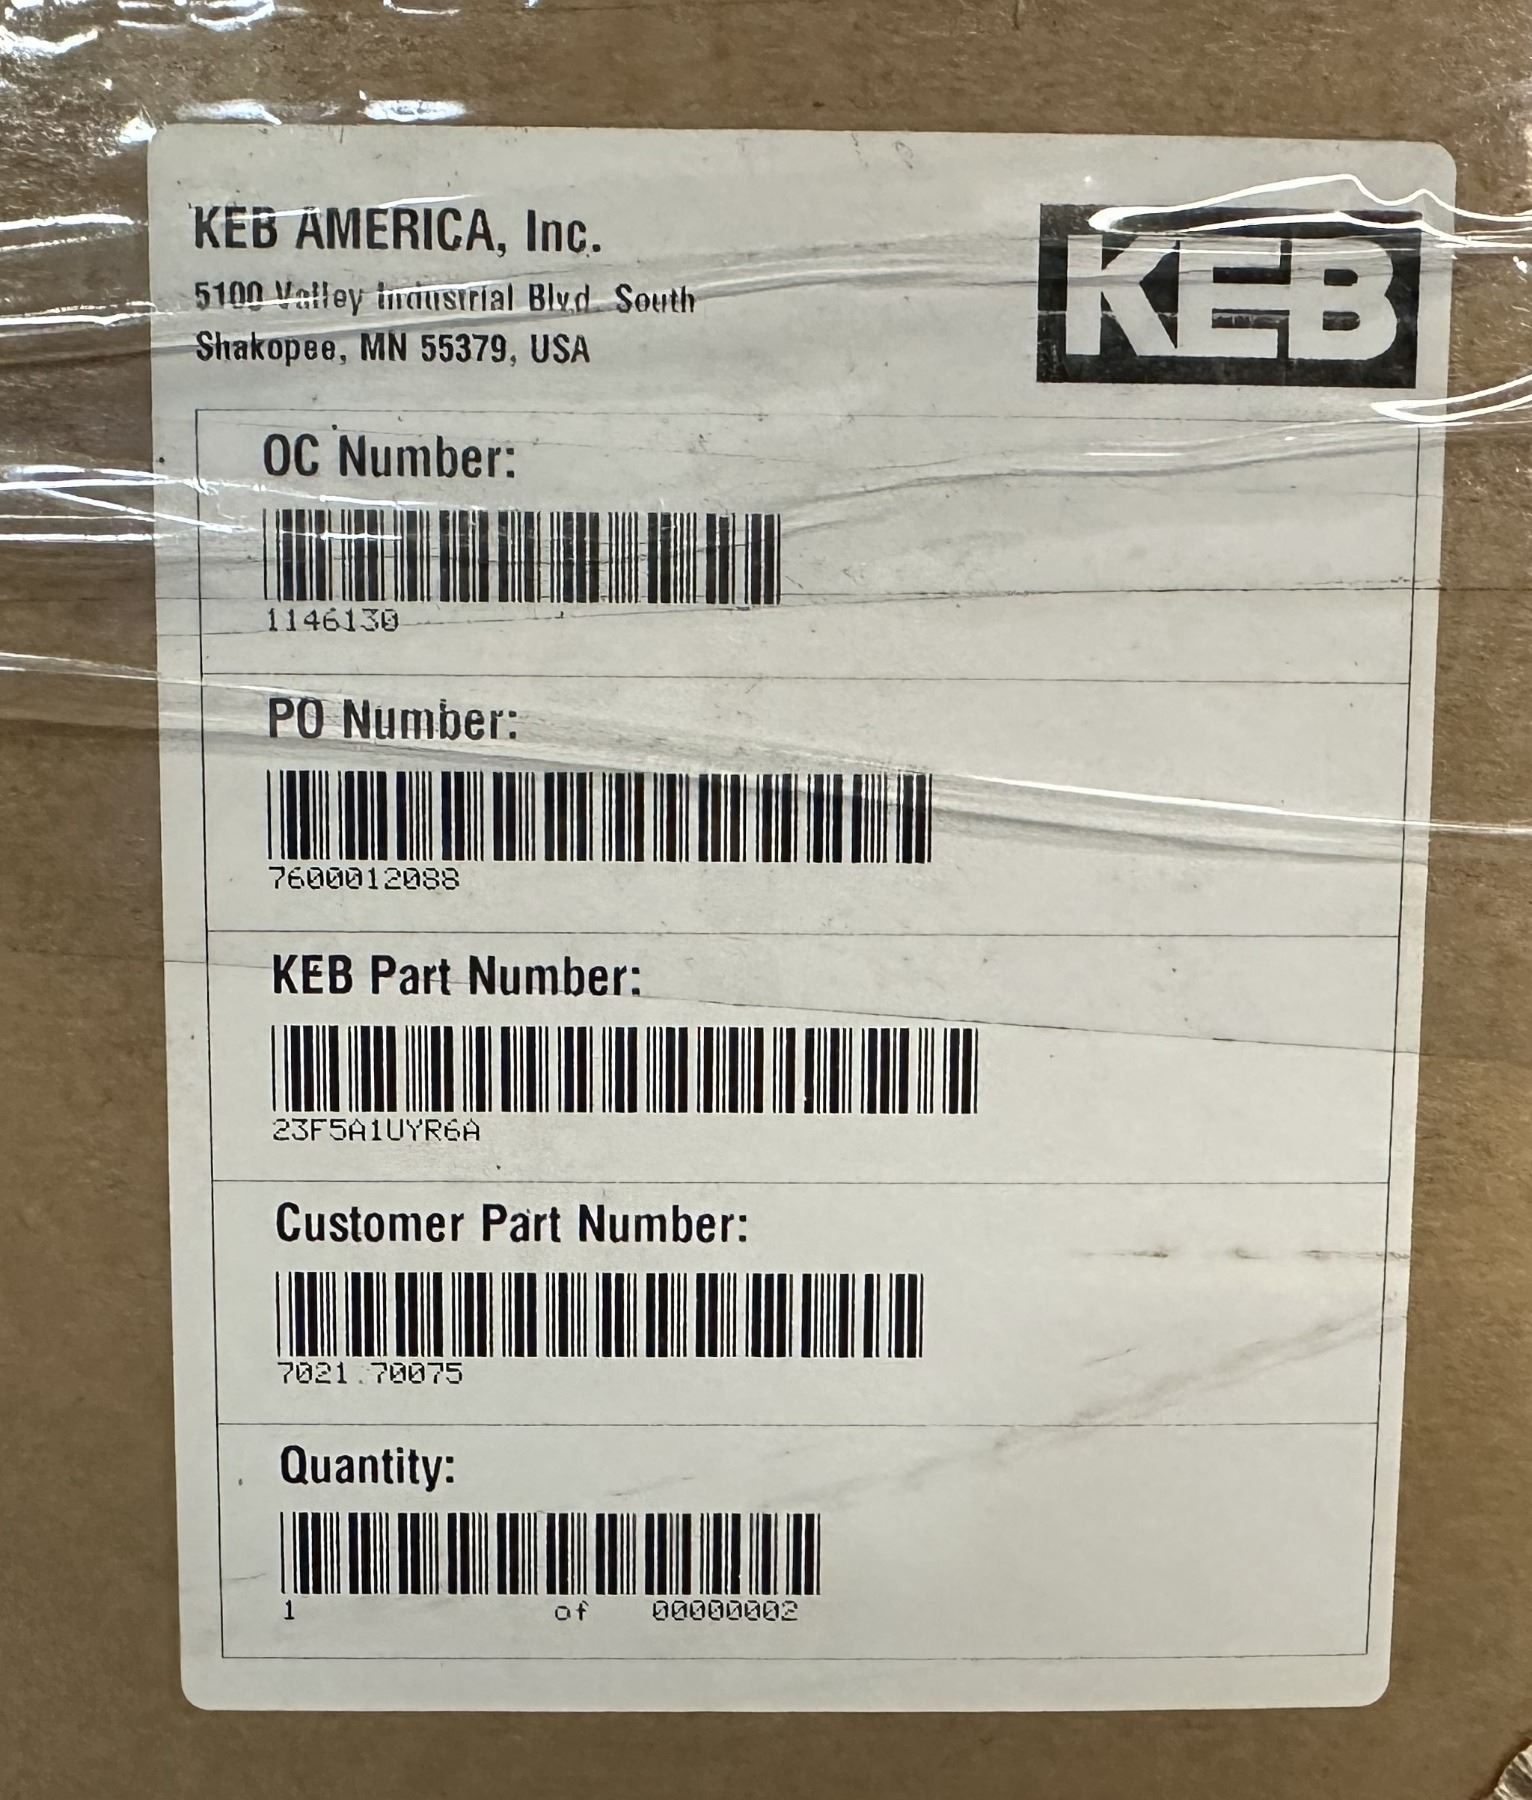 KEB AMERICA, Inc.
5100 Valley Industrial Blvd. South
Shakopee, MN 55379, USA
KEB
OC Number:
1146130
PO Number:
7600012088
KEB Part Number:
23F5A1UYR6A
Customer Part Number:
7021.70075
Quantity:
1 of 00000002